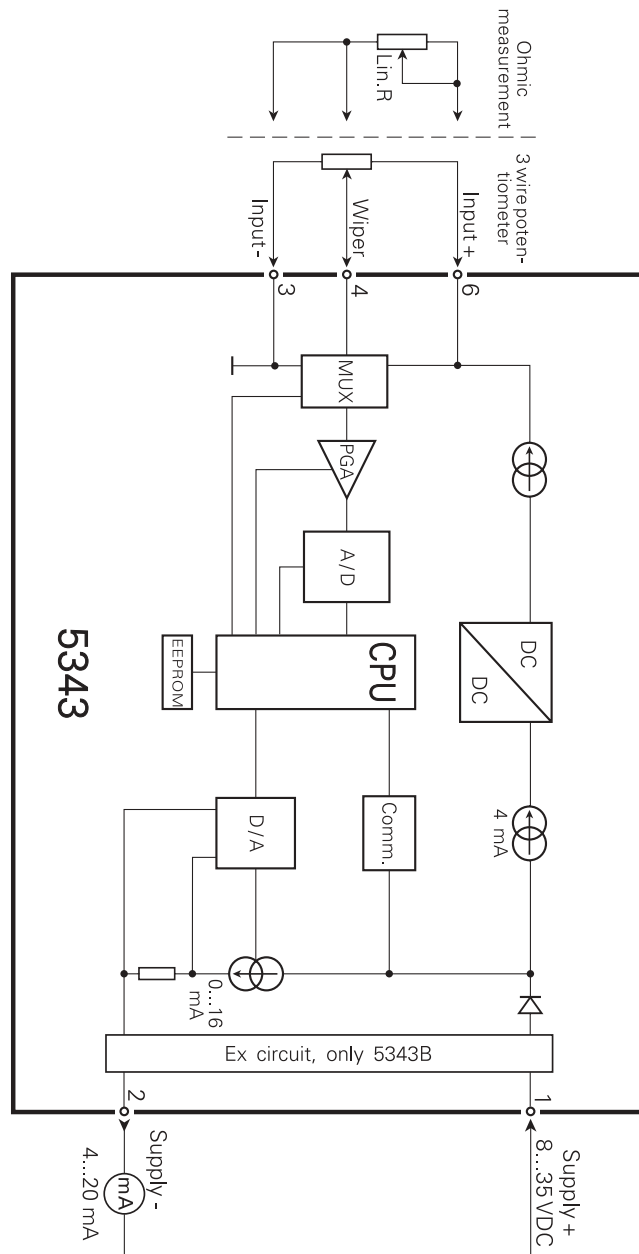 Ohmic
measurement
Lin.R
3 wire poten-
tiometer
Input +
Wiper
Input -
6
4
3
MUX
PGA
A/D
CPU
EEPROM
5343
DC
DC
4 mA
Comm.
D/A
0...16
mA
Ex circuit, only 5343B
1
2
Supply +
8...35 VDC
Supply -
4...20 mA
mA